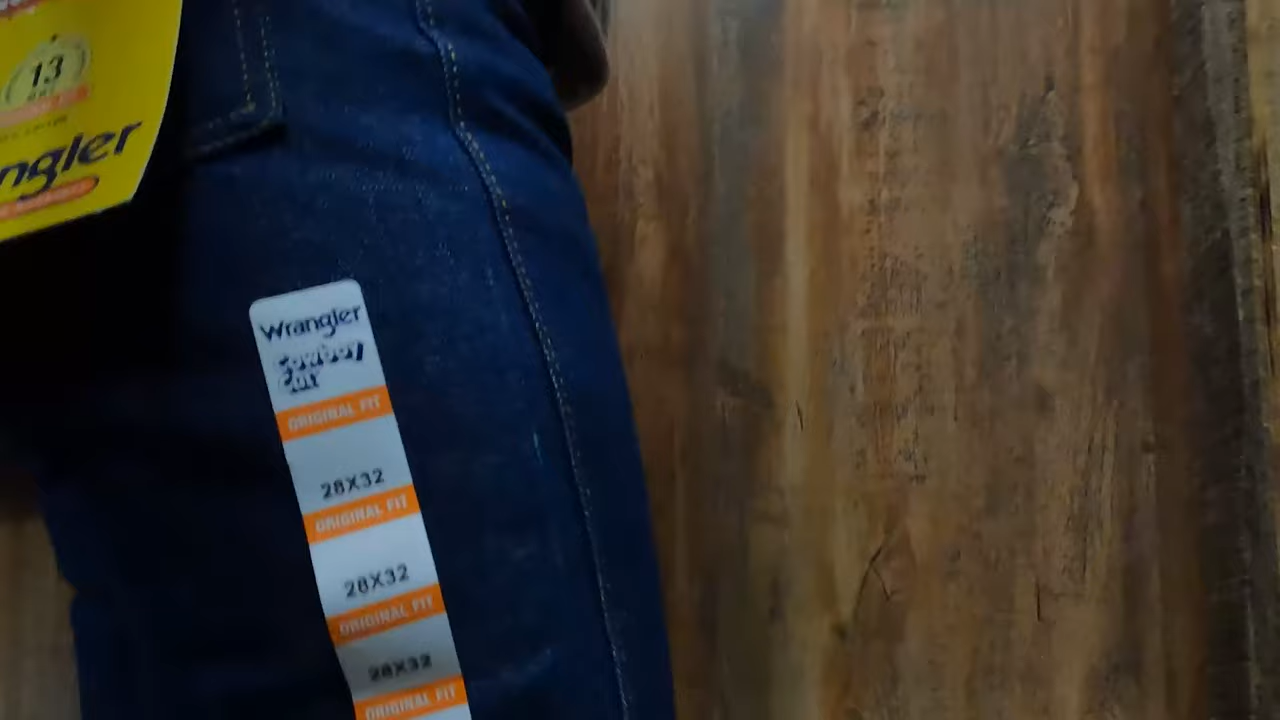 13
ngler
Wrangler
Cowboy
Cut
ORIGINAL FIT
28X32
ORIGINAL FIT
28X32
ORIGINAL FIT
28X32
ORIGINAL FIT